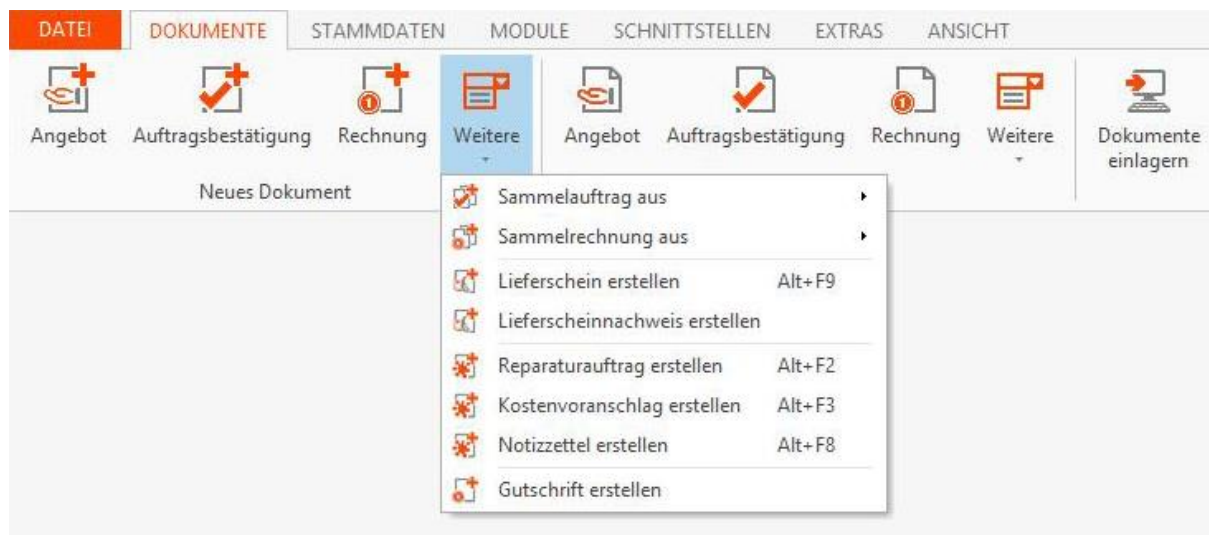 DATEI DOKUMENTE STAMMDATEN MODULE SCHNITTSTELLEN EXTRAS ANSICHT
Angebot Auftragsbestätigung Rechnung Weitere Angebot Auftragsbestätigung Rechnung Weitere Dokumente
einlagern
Neues Dokument
Sammelauftrag aus
Sammelrechnung aus
Lieferschein erstellen Alt+F9
Lieferscheinnachweis erstellen
Reparaturauftrag erstellen Alt+F2
Kostenvoranschlag erstellen Alt+F3
Notizzettel erstellen Alt+F8
Gutschrift erstellen